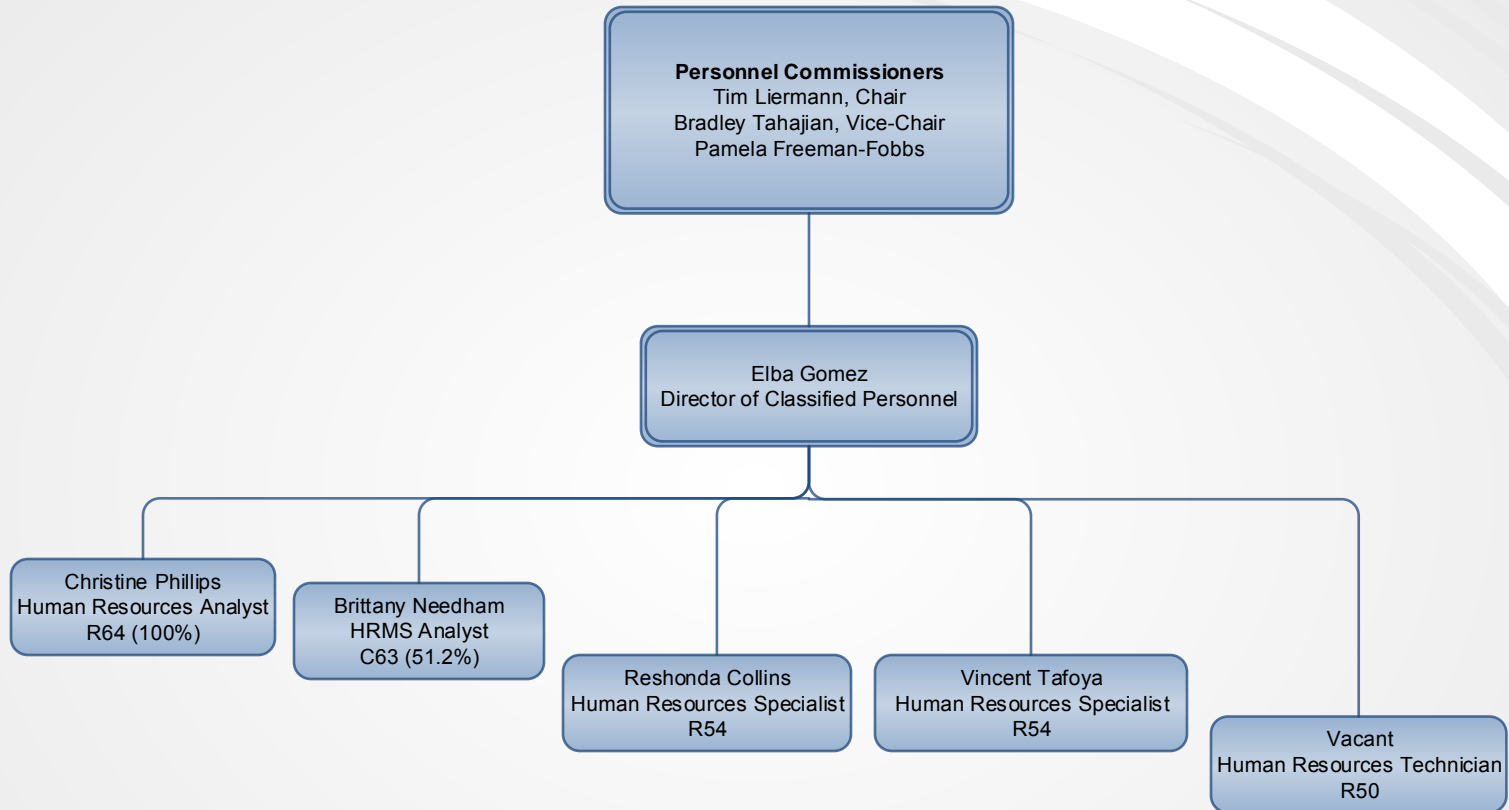 Personnel Commissioners
Tim Liermann, Chair
Bradley Tahajian, Vice-Chair
Pamela Freeman-Fobbs
Elba Gomez
Director of Classified Personnel
Christine Phillips
Human Resources Analyst
R64 (100%)
Brittany Needham
HRMS Analyst
C63 (51.2%)
Reshonda Collins
Human Resources Specialist
R54
Vincent Tafoya
Human Resources Specialist
R54
Vacant
Human Resources Technician
R50